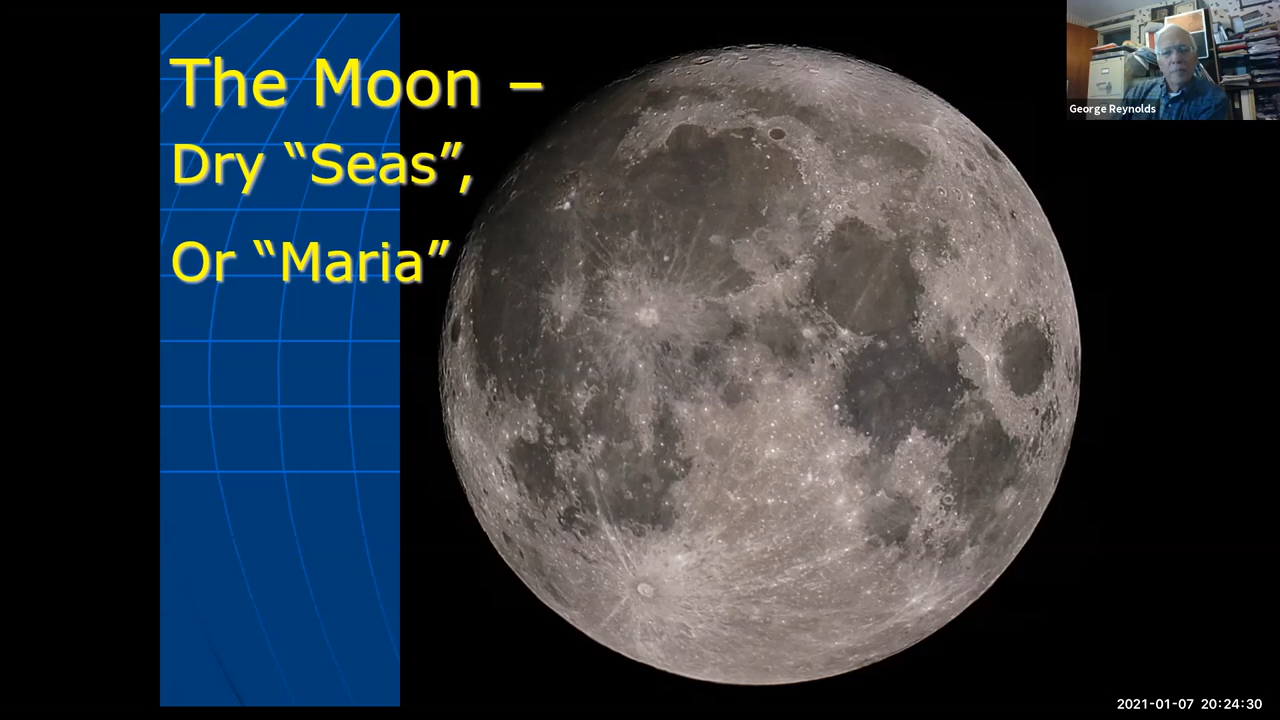 The Moon –
Dry “Seas”,
Or “Maria”
George Reynolds
2021-01-07 20:24:30